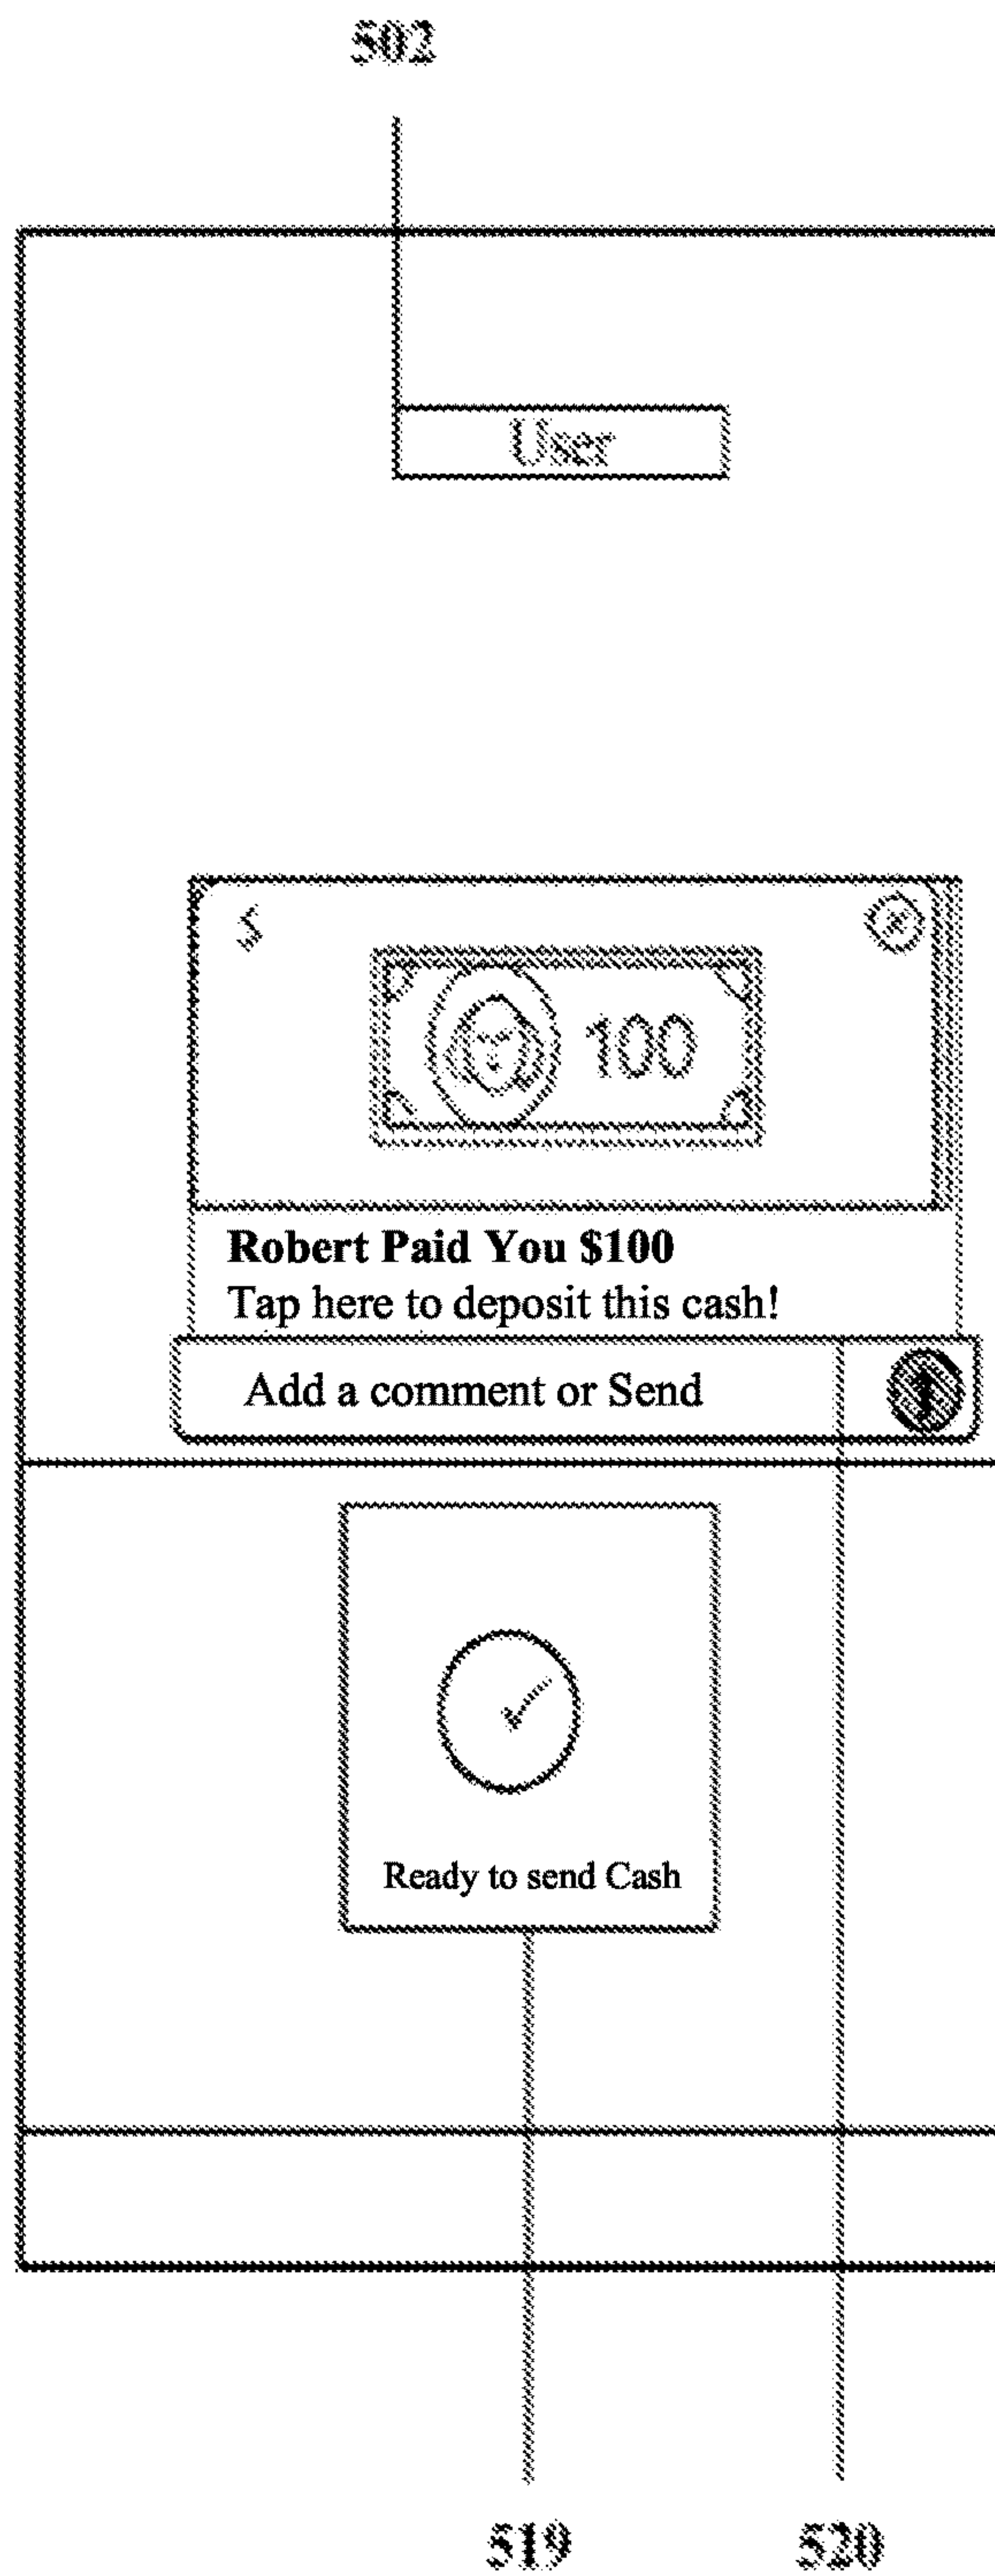 502
User
100
Robert Paid You $100
Tap here to deposit this cash!
Add a comment or Send
Ready to send Cash
519 520